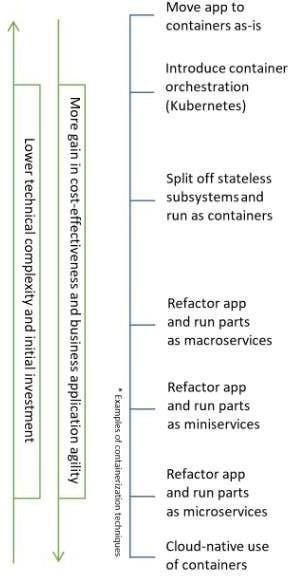 Move app to
containers as-is
Introduce container
orchestration
(Kubernetes)
Split off stateless
subsystems and
run as containers
Refactor app
and run parts
as macroservices
Refactor app
and run parts
as miniservices
Refactor app
and run parts
as microservices
Cloud-native use
of containers
Lower technical complexity and initial investment
More gain in cost-effectiveness and business application agility
* Examples of containerization techniques